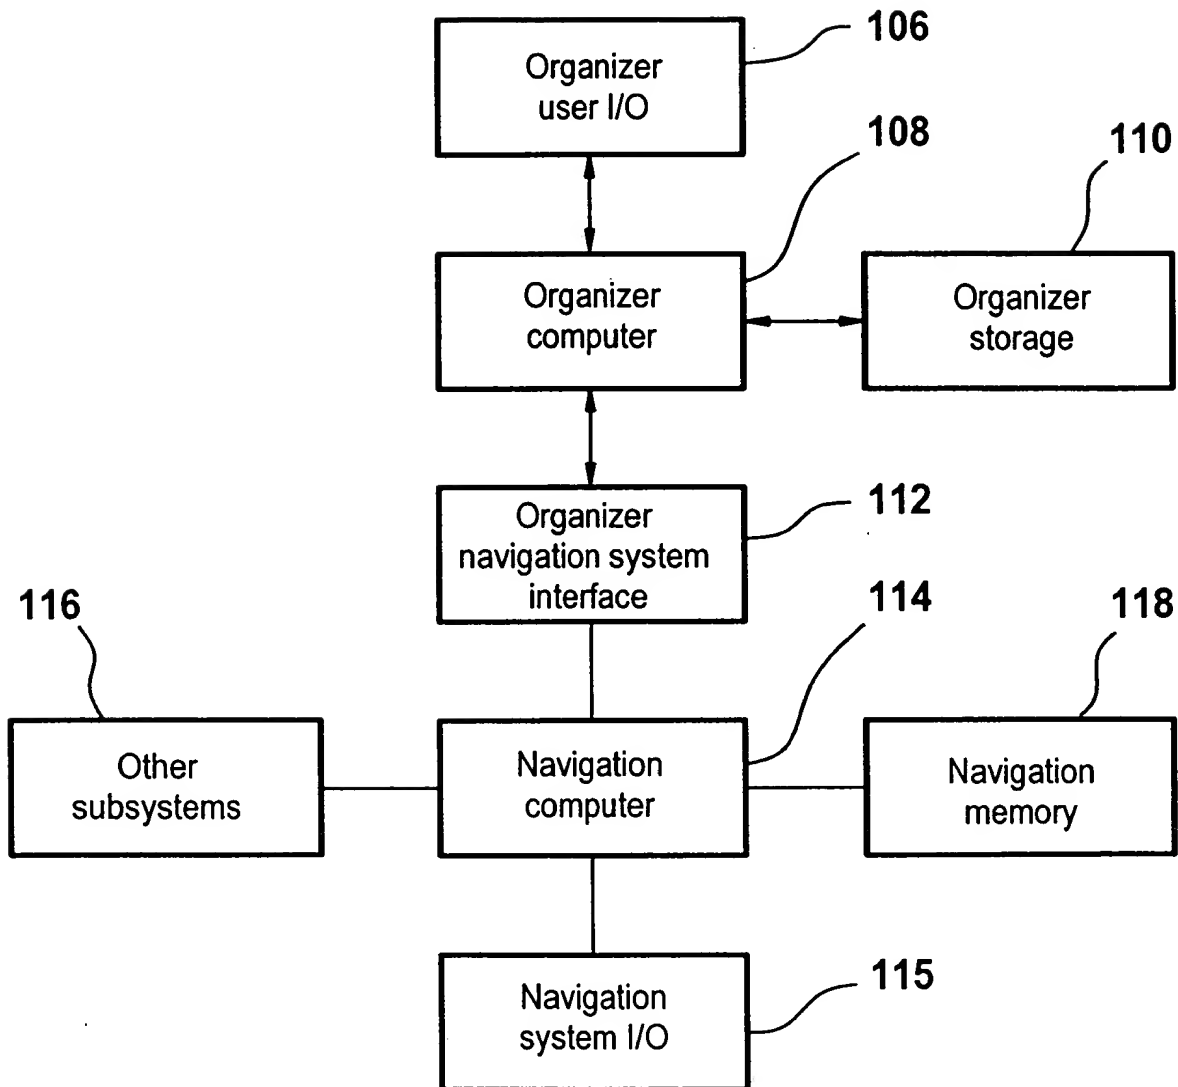 106
Organizer
user I/O
108
110
Organizer
computer
Organizer
storage
112
Organizer
navigation system
interface
116
114
118
Other
subsystems
Navigation
computer
Navigation
memory
115
Navigation
system I/O